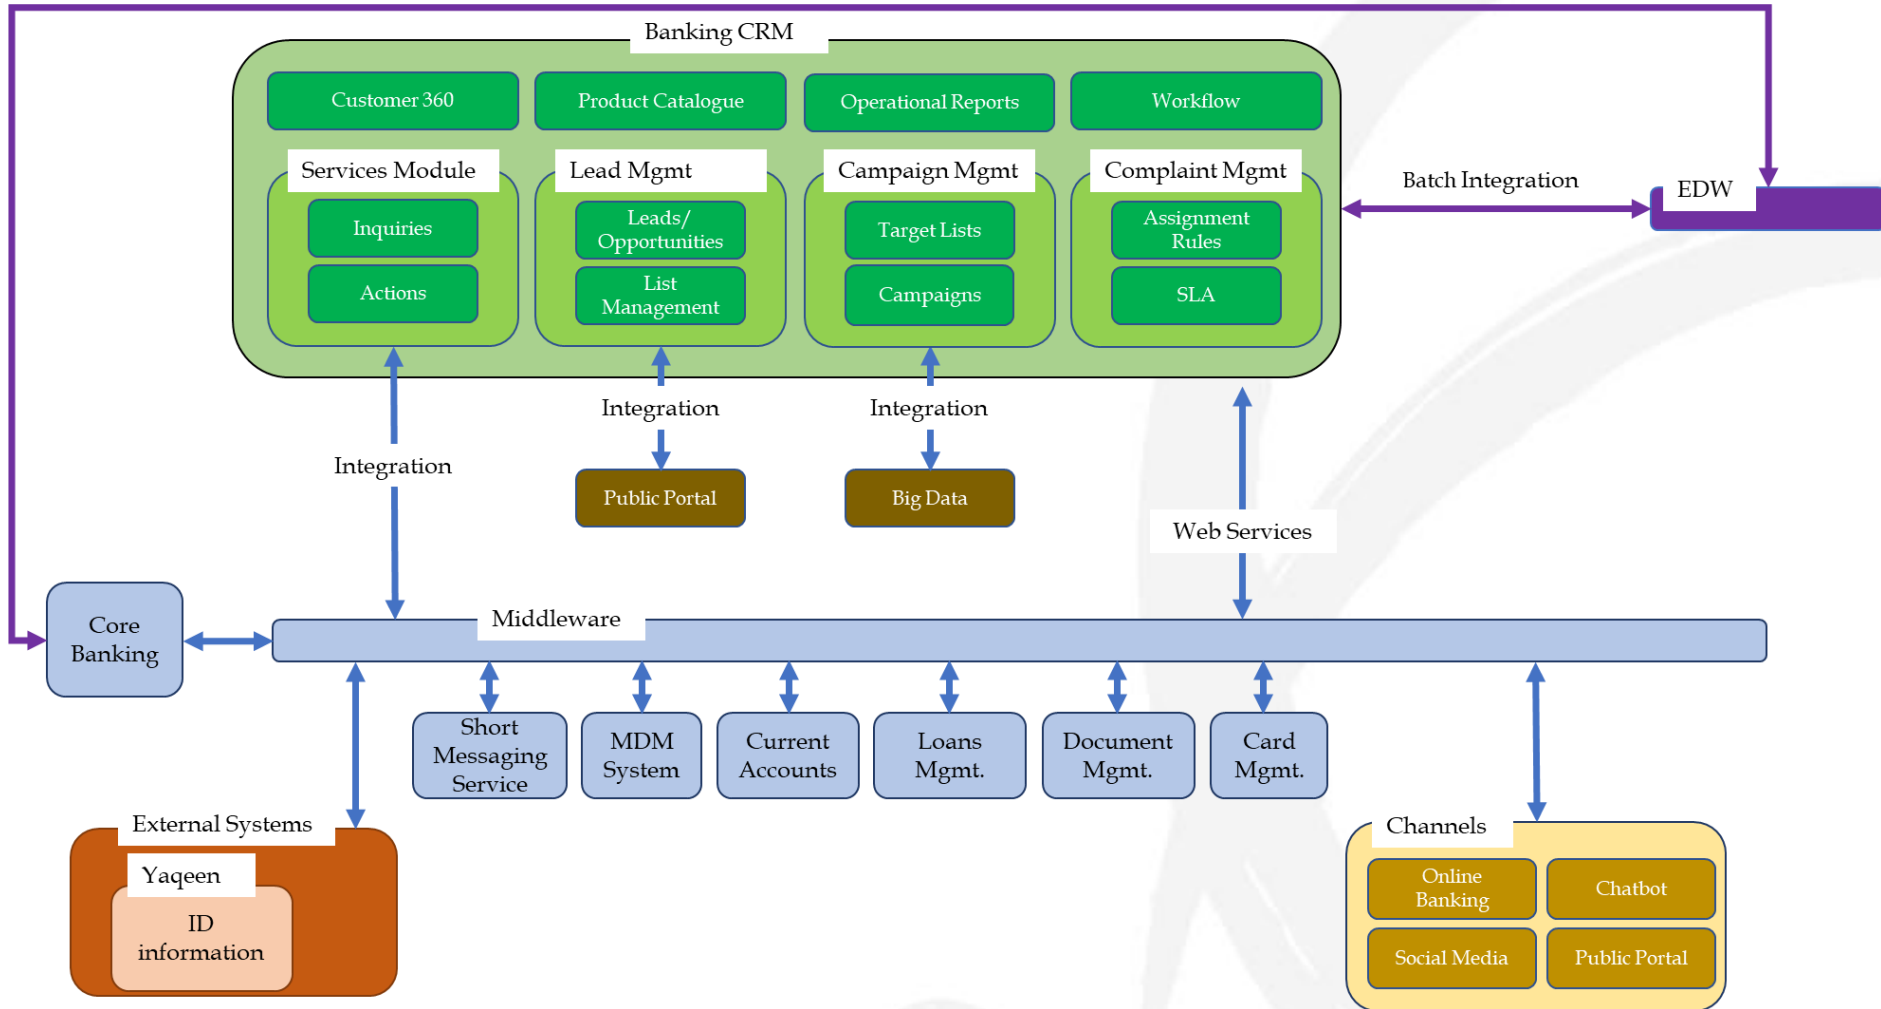 Banking CRM
Customer 360
Product Catalogue
Operational Reports
Workflow
Services Module
Lead Mgmt
Campaign Mgmt
Complaint Mgmt
Batch Integration
EDW
Inquiries
Leads/
Opportunities
Target Lists
Assignment
Rules
Actions
List
Management
Campaigns
SLA
Integration
Integration
Integration
Public Portal
Big Data
Web Services
Core
Banking
Middleware
Short
Messaging
Service
MDM
System
Current
Accounts
Loans
Mgmt.
Document
Mgmt.
Card
Mgmt.
External Systems
Yaqeen
ID
information
Channels
Online
Banking
Chatbot
Social Media
Public Portal